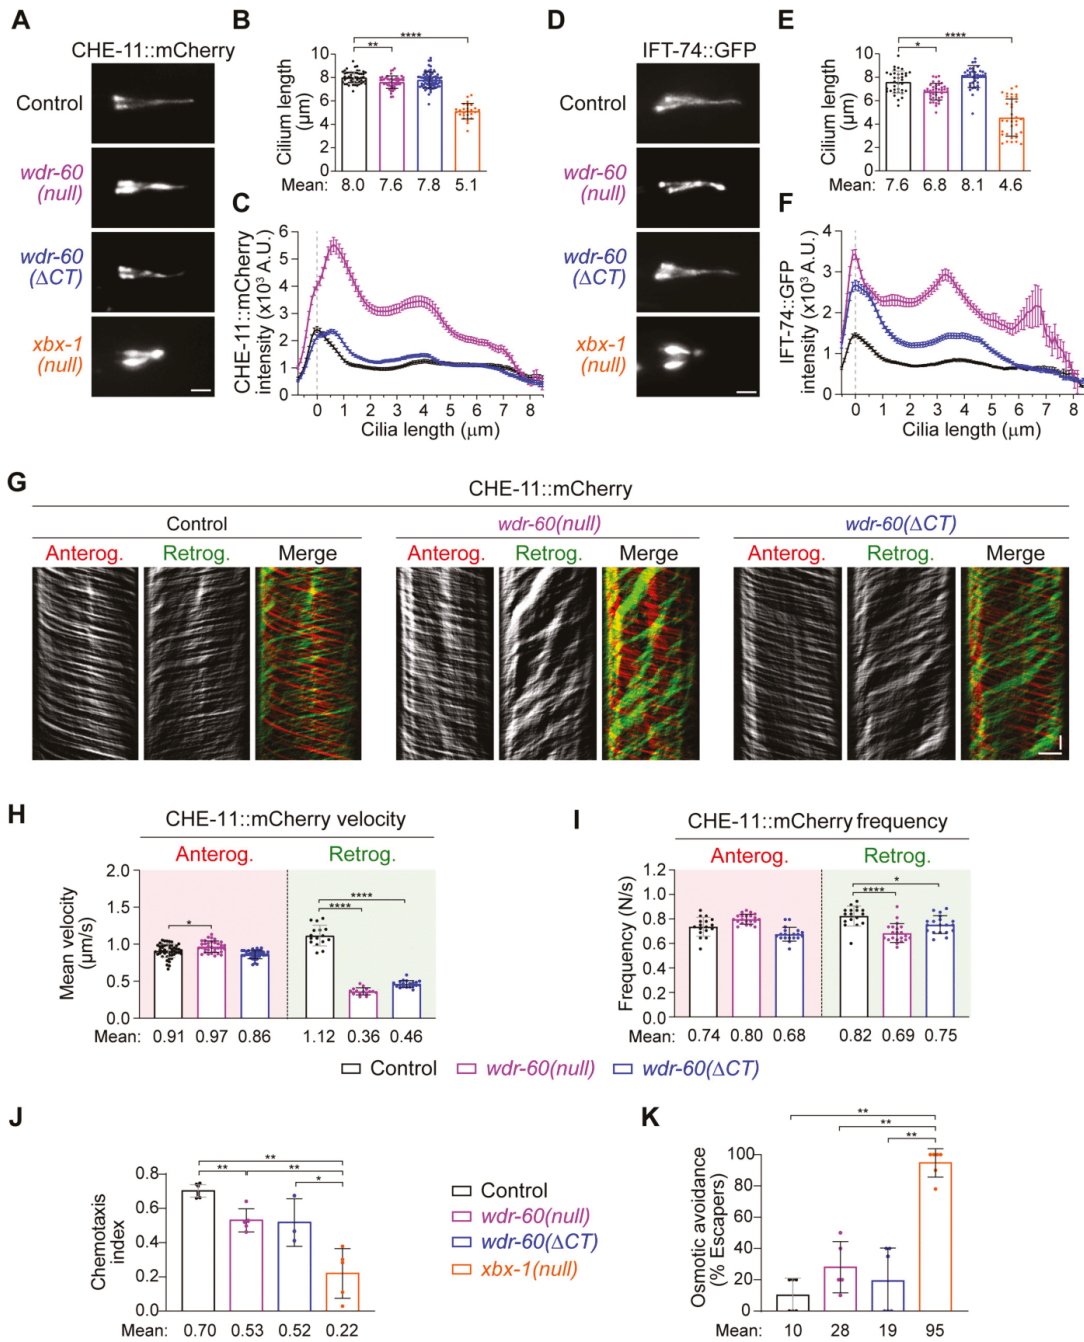 A
CHE-11::mCherry
Control
wdr-60
(null)
wdr-60
(ΔCT)
xbx-1
(null)
B
Cilium length
(μm)
10
8
6
4
2
0
**
****
Mean:
8.0 7.6 7.8 5.1
C
CHE-11::mCherry
intensity (x10³ A.U.)
6
5
4
3
2
1
0
0 1 2 3 4 5 6 7 8
Cilia length (μm)
D
IFT-74::GFP
Control
wdr-60
(null)
wdr-60
(ΔCT)
xbx-1
(null)
E
Cilium length
(μm)
10
8
6
4
2
0
*
****
Mean:
7.6 6.8 8.1 4.6
F
IFT-74::GFP
intensity (x10³ A.U.)
4
3
2
1
0
0 1 2 3 4 5 6 7 8
Cilia length (μm)
G
CHE-11::mCherry
Control wdr-60(null) wdr-60(ΔCT)
Anterog. Retrog. Merge Anterog. Retrog. Merge Anterog. Retrog. Merge
H
CHE-11::mCherry velocity
Anterog. Retrog.
Mean velocity
(μm/s)
2.0
1.5
1.0
0.5
0.0
*
****
****
Mean: 0.91 0.97 0.86 1.12 0.36 0.46
I
CHE-11::mCherry frequency
Anterog. Retrog.
Frequency (N/s)
1.2
1.0
0.8
0.6
0.4
0.2
0.0
*
****
Mean: 0.74 0.80 0.68 0.82 0.69 0.75
Control wdr-60(null) wdr-60(ΔCT)
J
Chemotaxis
index
0.8
0.6
0.4
0.2
0.0
**
** **
*
Mean: 0.70 0.53 0.52 0.22
Control
wdr-60(null)
wdr-60(ΔCT)
xbx-1(null)
K
Osmotic avoidance
(% Escapers)
100
80
60
40
20
0
**
**
**
Mean: 10 28 19 95